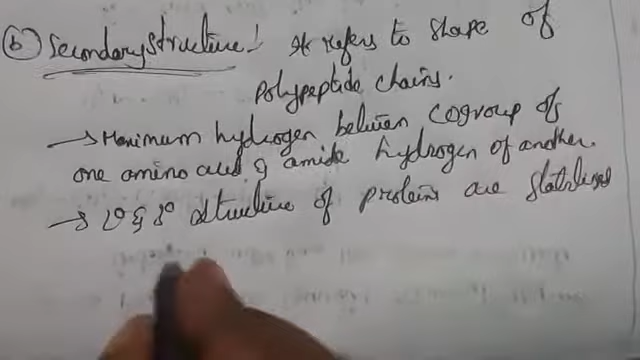 (b) Secondary Structure:- It refers to shape of
polypeptide chains.
→ Maximum hydrogen between CO group of
one amino acid & amide hydrogen of another.
→ 2° & 3° structure of proteins are stabilised